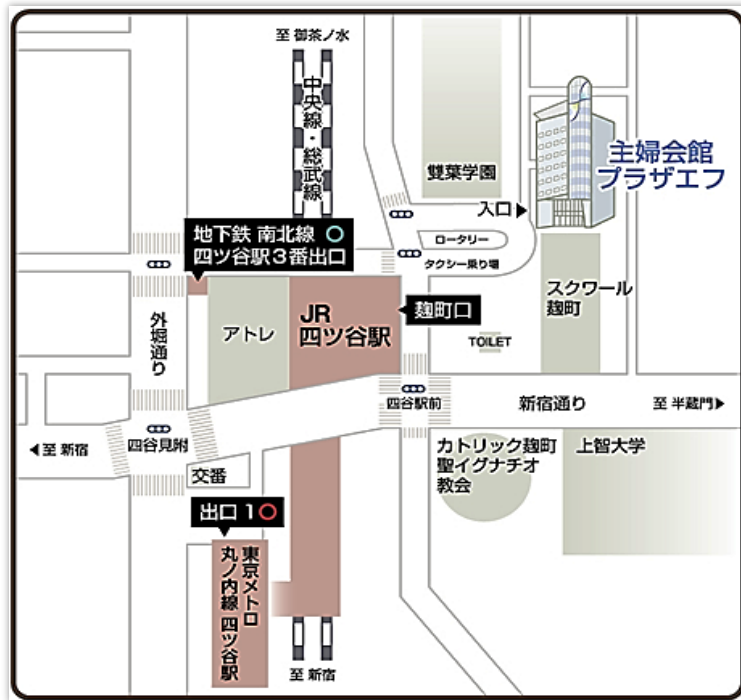 至 御茶ノ水
中央線・総武線
雙葉学園
主婦会館
プラザエフ
入口▶
地下鉄 南北線 ○
四ツ谷駅3番出口
ロータリー
タクシー乗り場
外堀通り
アトレ
JR
四ツ谷駅
麹町口
TOILET
スクワール
麹町
四谷駅前
新宿通り
至 半蔵門▶
◀至 新宿
四谷見附
交番
カトリック麹町
聖イグナチオ
教会
上智大学
出口 1○
東京メトロ
丸ノ内線 四ツ谷駅
至 新宿